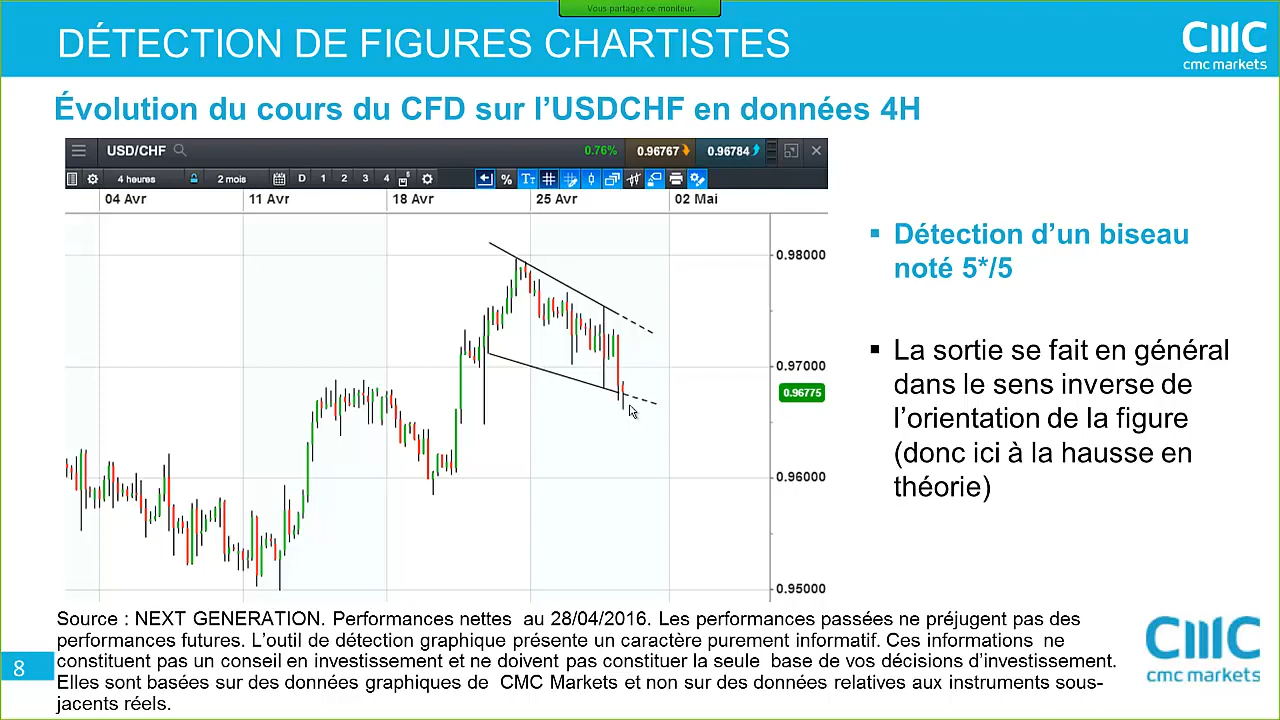 Vous partagez ce moniteur.
DÉTECTION DE FIGURES CHARTISTES
CMC
cmc markets
Évolution du cours du CFD sur l'USDCHF en données 4H
USD/CHF
0.76%
0.96767
0.96784
4 heures
2 mois
D
1
2
3
4
%
04 Avr
11 Avr
18 Avr
25 Avr
02 Mai
0.98000
0.97000
0.96775
0.96000
0.95000
▪ Détection d'un biseau
noté 5*/5
▪ La sortie se fait en général
dans le sens inverse de
l'orientation de la figure
(donc ici à la hausse en
théorie)
Source : NEXT GENERATION. Performances nettes au 28/04/2016. Les performances passées ne préjugent pas des
performances futures. L'outil de détection graphique présente un caractère purement informatif. Ces informations ne
constituent pas un conseil en investissement et ne doivent pas constituer la seule base de vos décisions d'investissement.
Elles sont basées sur des données graphiques de CMC Markets et non sur des données relatives aux instruments sous-
jacents réels.
8
CMC
cmc markets